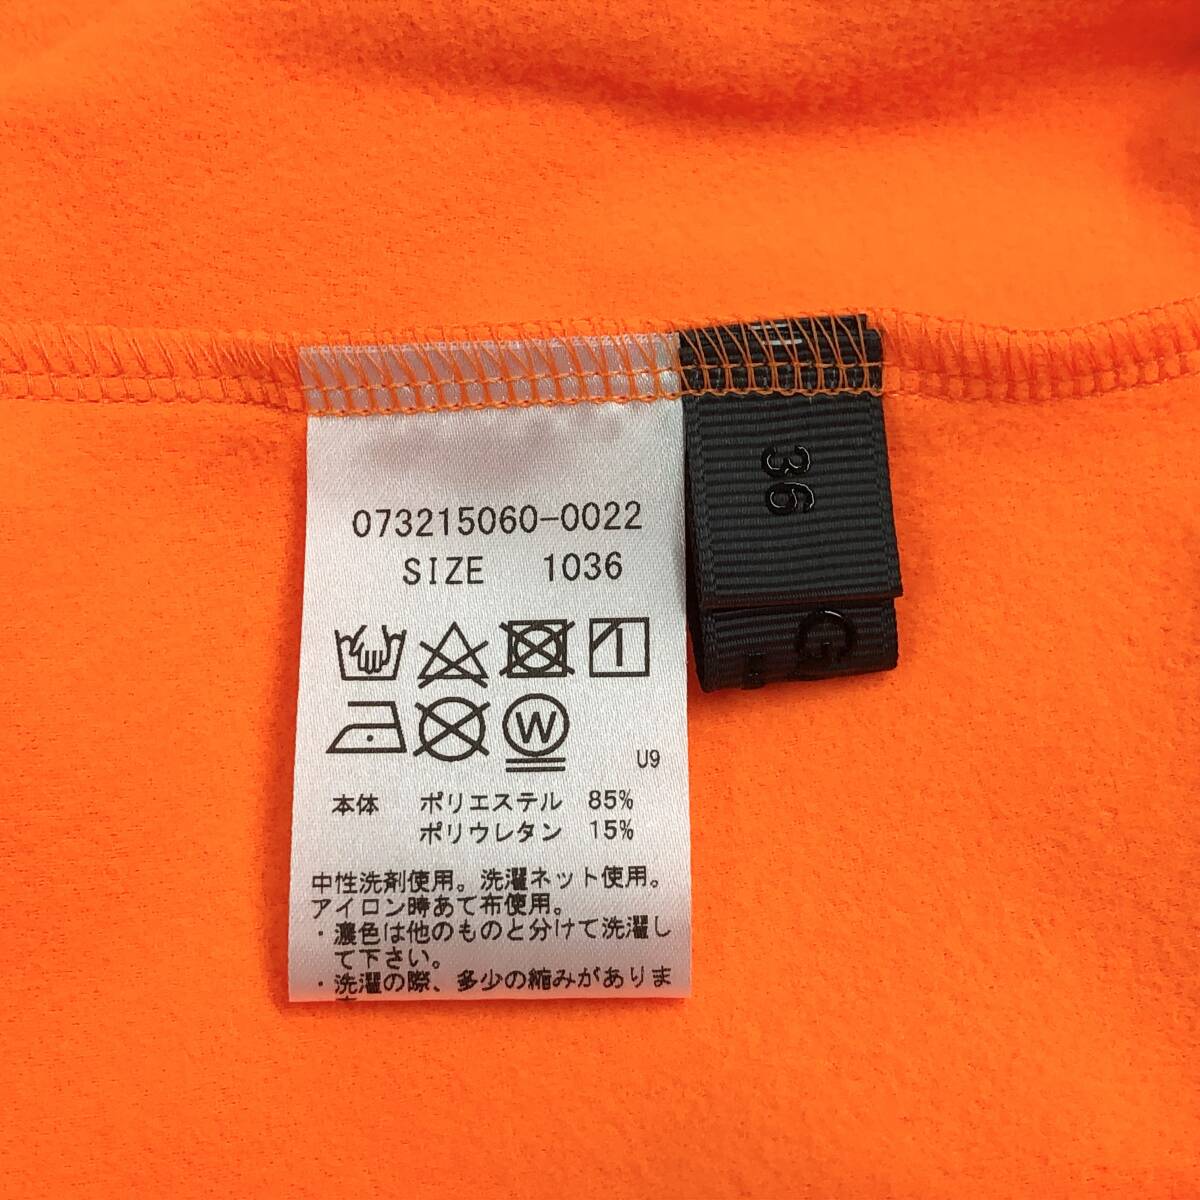 073215060-0022
SIZE 1036
W
U9
本体 ポリエステル 85%
ポリウレタン 15%
中性洗剤使用。洗濯ネット使用。
アイロン時あて布使用。
・濃色は他のものと分けて洗濯し
て下さい。
・洗濯の際、多少の縮みがありま
36
G